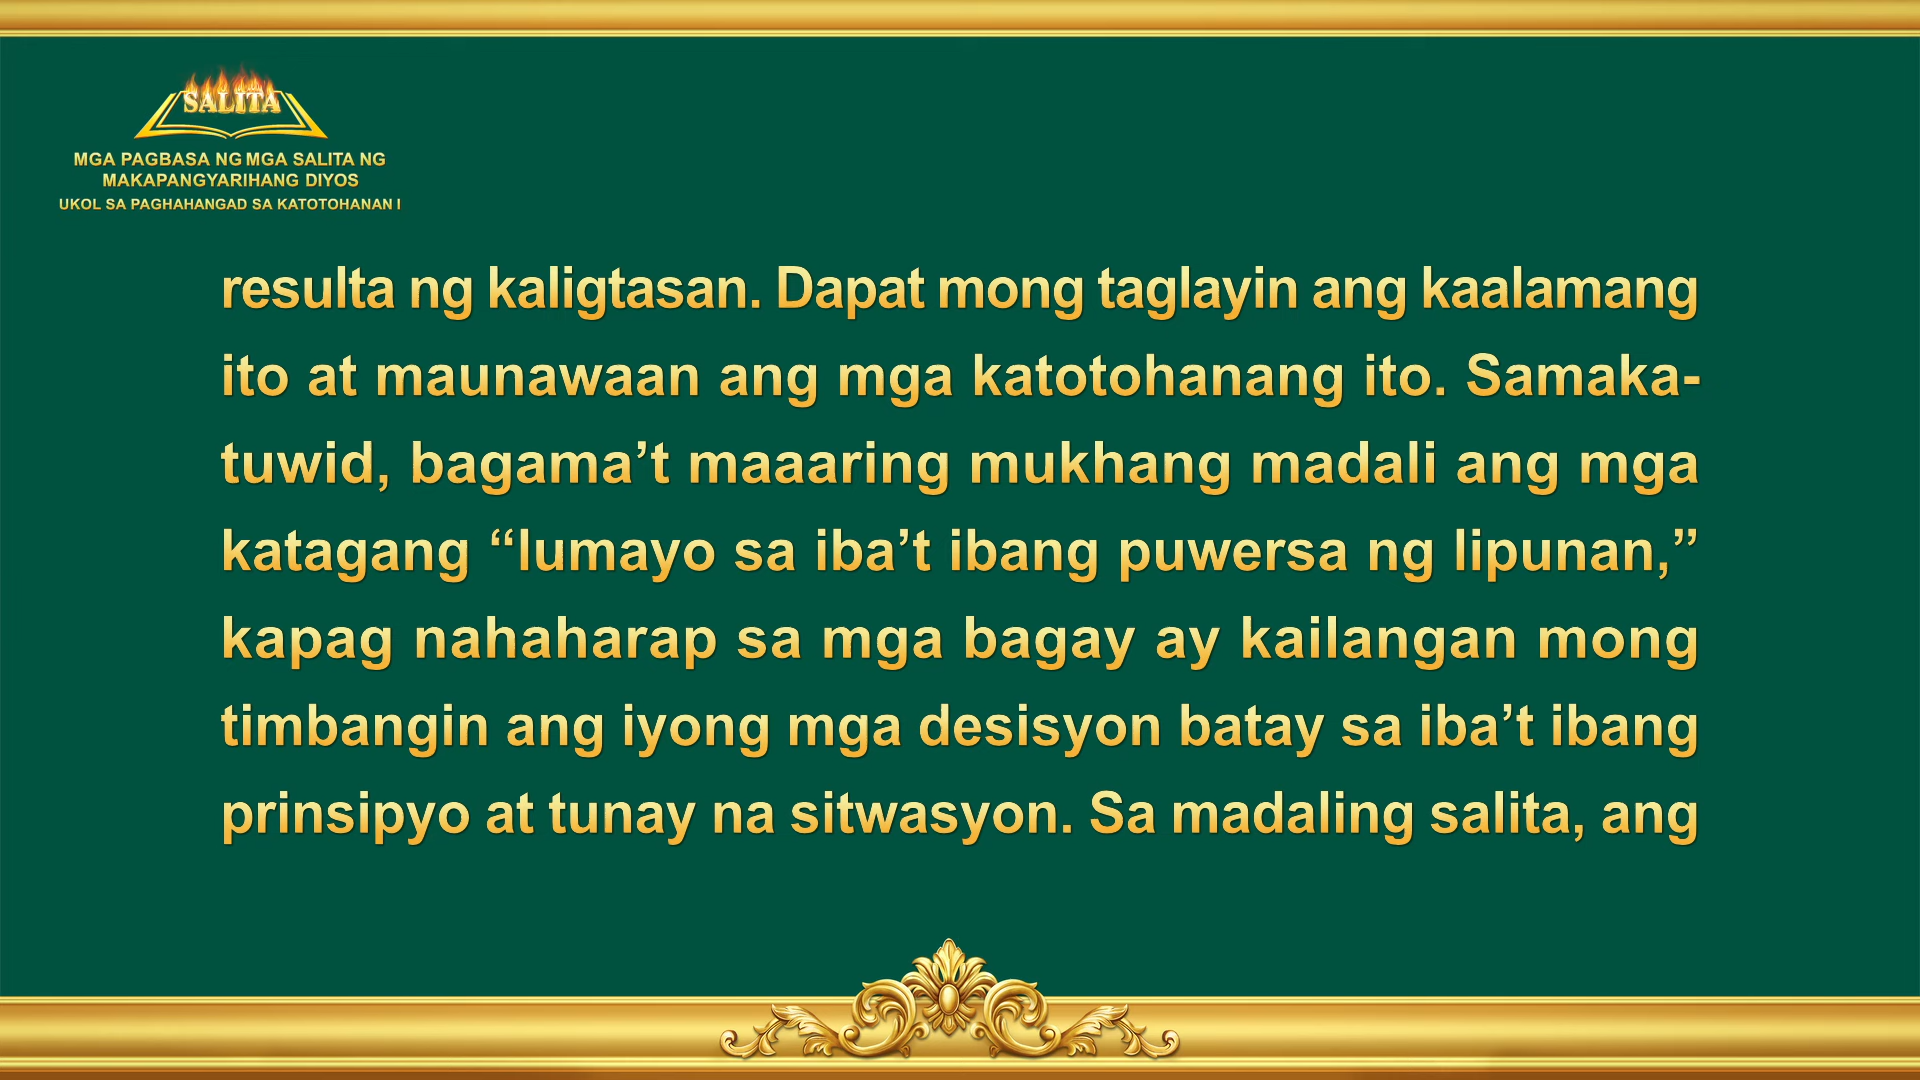 SALITA
MGA PAGBASA NG MGA SALITA NG
MAKAPANGYARIHANG DIYOS
UKOL SA PAGHAHANGAD SA KATOTOHANAN I
resulta ng kaligtasan. Dapat mong taglayin ang kaalamang
ito at maunawaan ang mga katotohanang ito. Samaka-
tuwid, bagama’t maaaring mukhang madali ang mga
katagang “lumayo sa iba’t ibang puwersa ng lipunan,”
kapag nahaharap sa mga bagay ay kailangan mong
timbangin ang iyong mga desisyon batay sa iba’t ibang
prinsipyo at tunay na sitwasyon. Sa madaling salita, ang